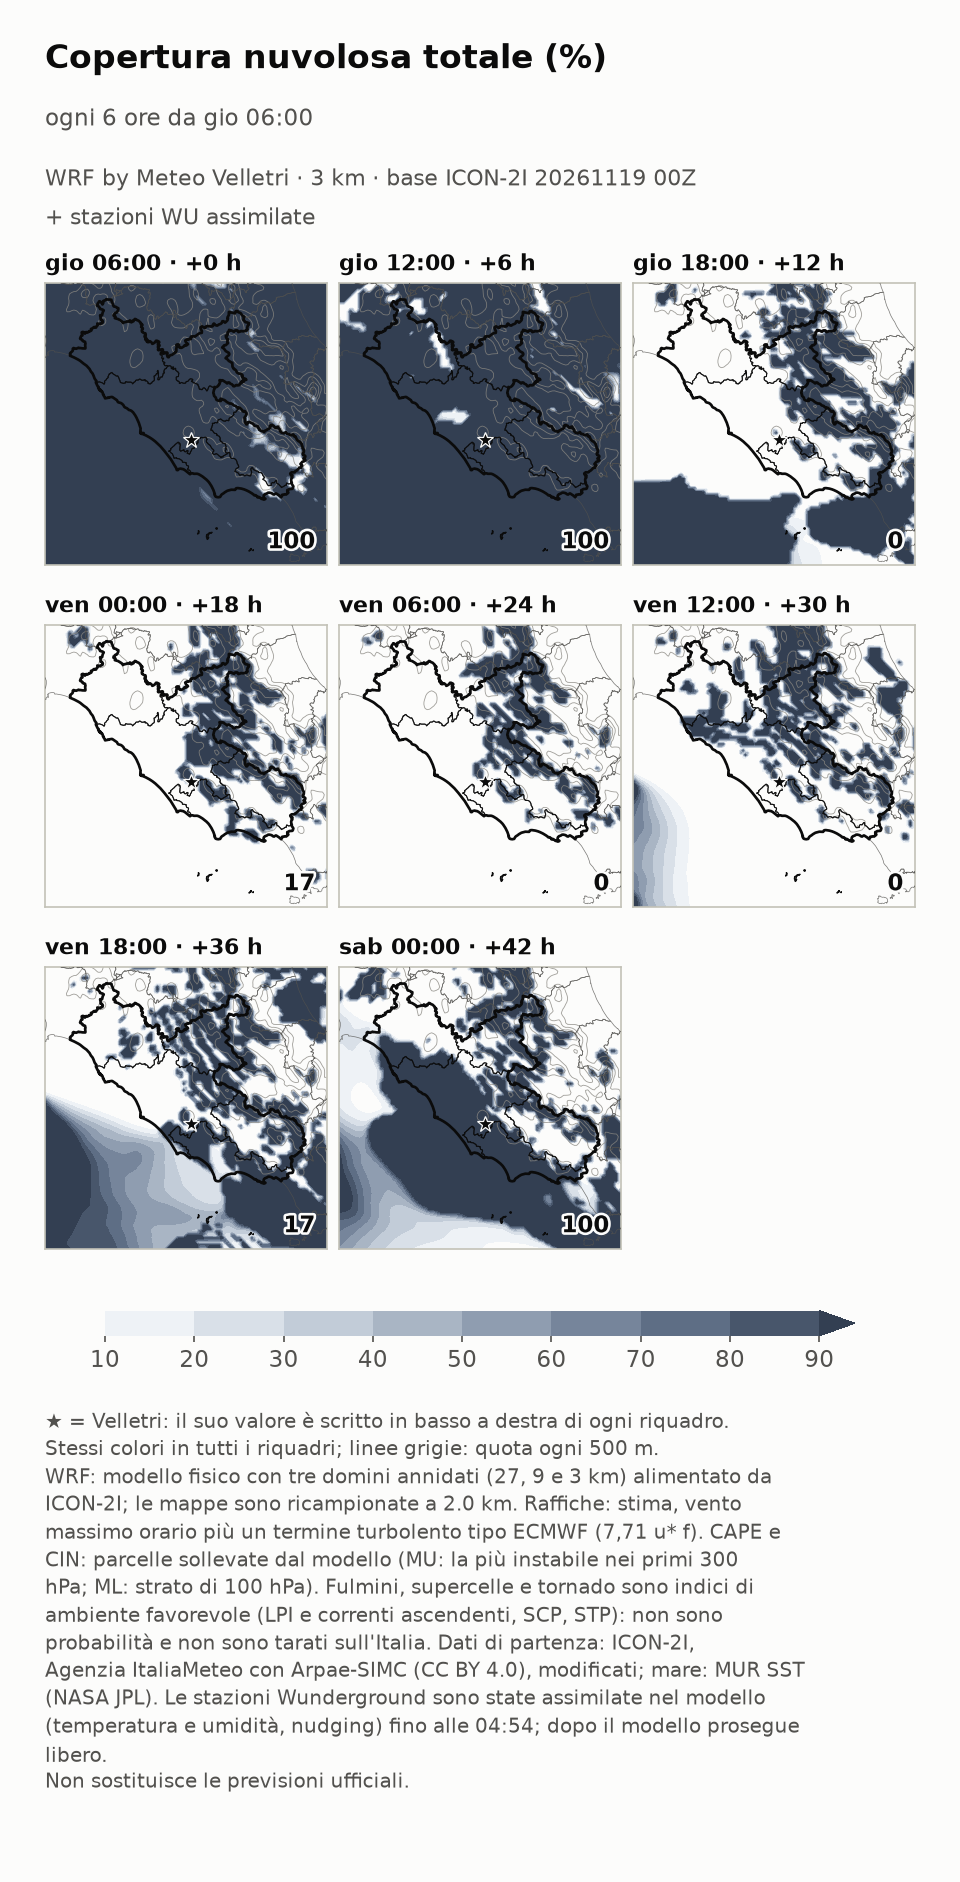 Copertura nuvolosa totale (%)
ogni 6 ore da gio 06:00
WRF by Meteo Velletri · 3 km · base ICON-2I 20261119 00Z
+ stazioni WU assimilate
gio 06:00 · +0 h
gio 12:00 · +6 h
gio 18:00 · +12 h
100
100
0
ven 00:00 · +18 h
ven 06:00 · +24 h
ven 12:00 · +30 h
17
0
0
ven 18:00 · +36 h
sab 00:00 · +42 h
17
100
10 20 30 40 50 60 70 80 90
★ = Velletri: il suo valore è scritto in basso a destra di ogni riquadro.
Stessi colori in tutti i riquadri; linee grigie: quota ogni 500 m.
WRF: modello fisico con tre domini annidati (27, 9 e 3 km) alimentato da
ICON-2I; le mappe sono ricampionate a 2.0 km. Raffiche: stima, vento
massimo orario più un termine turbolento tipo ECMWF (7,71 u* f). CAPE e
CIN: parcelle sollevate dal modello (MU: la più instabile nei primi 300
hPa; ML: strato di 100 hPa). Fulmini, supercelle e tornado sono indici di
ambiente favorevole (LPI e correnti ascendenti, SCP, STP): non sono
probabilità e non sono tarati sull'Italia. Dati di partenza: ICON-2I,
Agenzia ItaliaMeteo con Arpae-SIMC (CC BY 4.0), modificati; mare: MUR SST
(NASA JPL). Le stazioni Wunderground sono state assimilate nel modello
(temperatura e umidità, nudging) fino alle 04:54; dopo il modello prosegue
libero.
Non sostituisce le previsioni ufficiali.